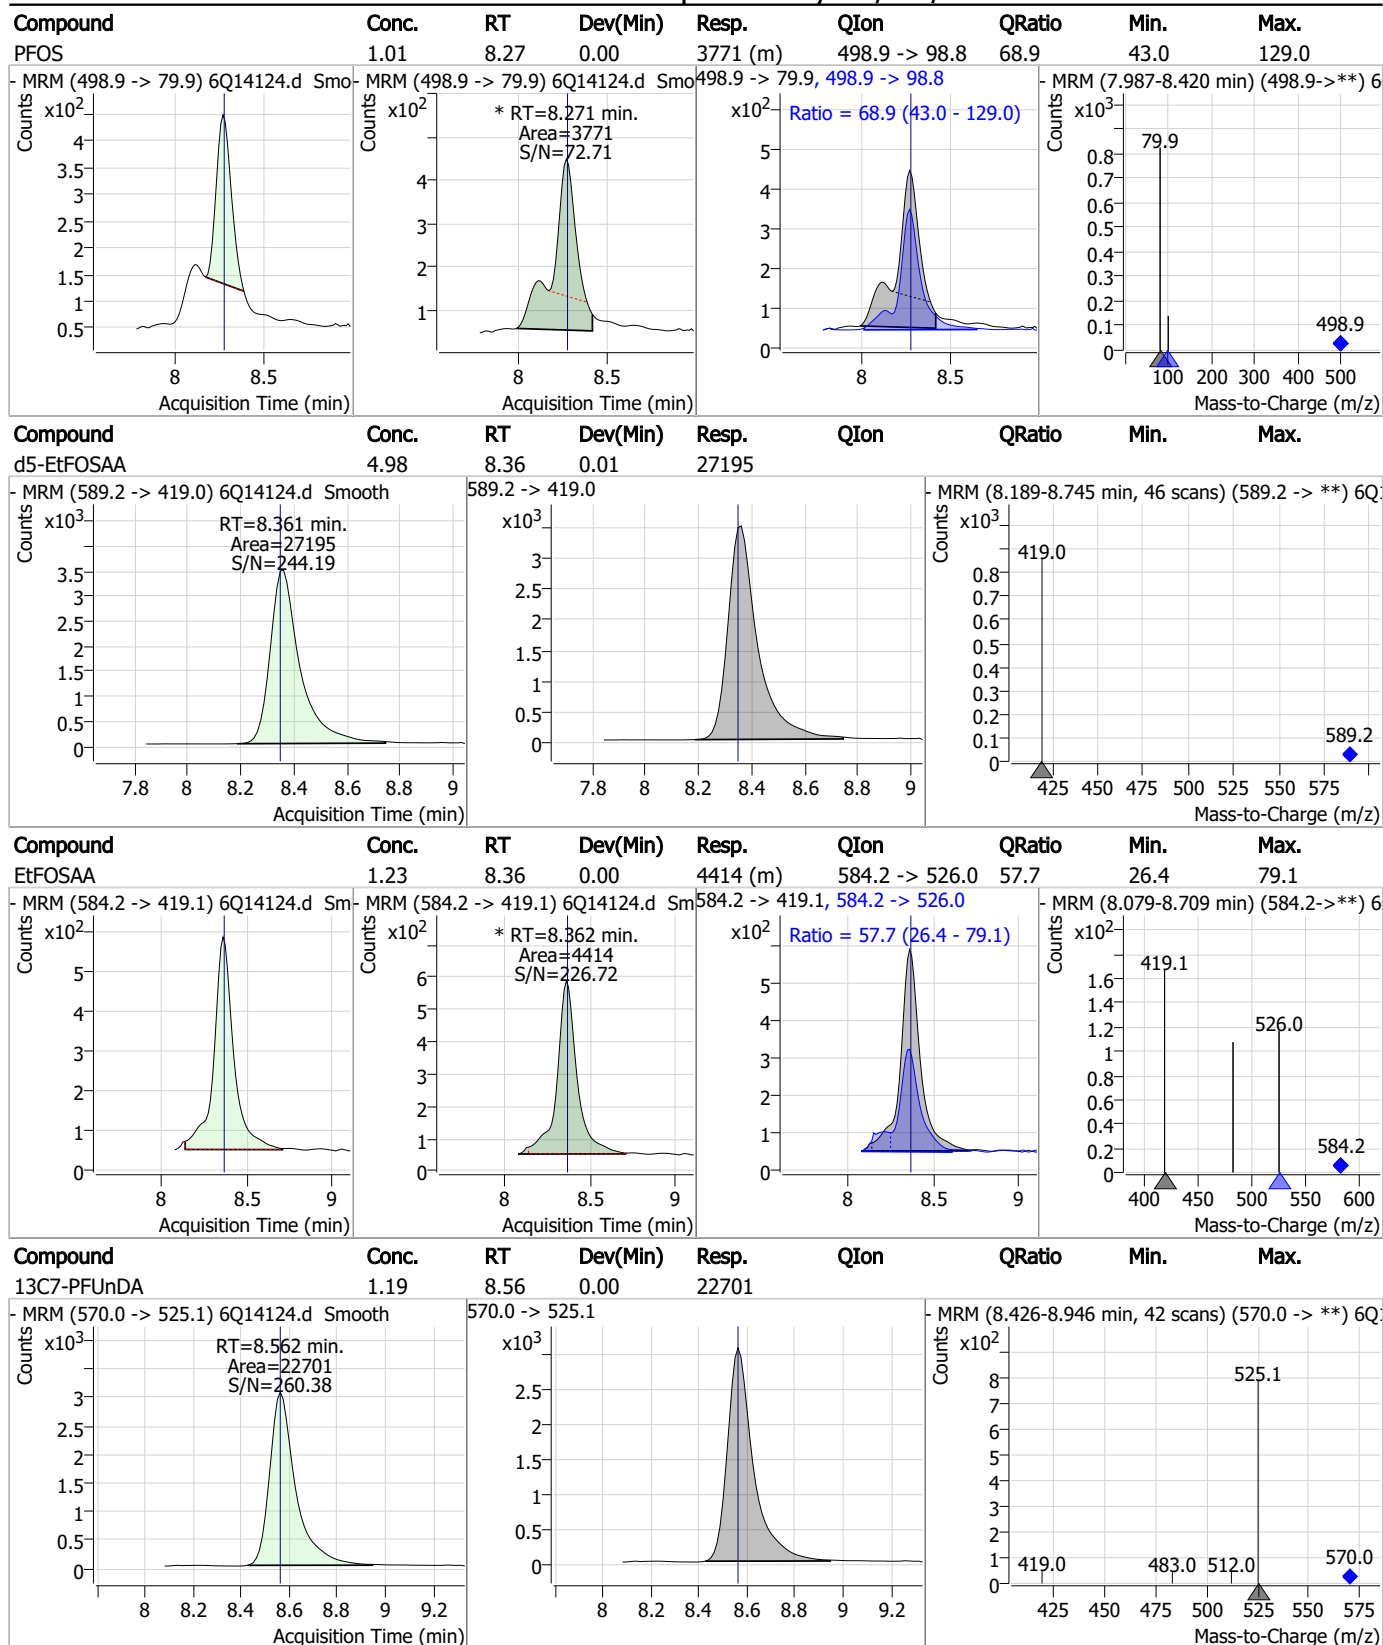 Compound Conc. RT Dev(Min) Resp. QIon QRatio Min. Max.
PFOS 1.01 8.27 0.00 3771 (m) 498.9 -> 98.8 68.9 43.0 129.0
- MRM (498.9 -> 79.9) 6Q14124.d Smo
Counts
x10²
4
3.5
3
2.5
2
1.5
1
0.5
8 8.5
Acquisition Time (min)
- MRM (498.9 -> 79.9) 6Q14124.d Smo
Counts
x10²
* RT=8.271 min.
Area=3771
S/N=72.71
4
3
2
1
8 8.5
Acquisition Time (min)
498.9 -> 79.9, 498.9 -> 98.8
x10²
Ratio = 68.9 (43.0 - 129.0)
5
4
3
2
1
0
8 8.5
Acquisition Time (min)
- MRM (7.987-8.420 min) (498.9->**) 6
Counts
x10³
79.9
0.8
0.7
0.6
0.5
0.4
0.3
0.2
0.1
0
498.9
100 200 300 400 500
Mass-to-Charge (m/z)
Compound Conc. RT Dev(Min) Resp. QIon QRatio Min. Max.
d5-EtFOSAA 4.98 8.36 0.01 27195
- MRM (589.2 -> 419.0) 6Q14124.d Smooth
Counts
x10³
RT=8.361 min.
Area=27195
S/N=244.19
3.5
3
2.5
2
1.5
1
0.5
0
7.8 8 8.2 8.4 8.6 8.8 9
Acquisition Time (min)
589.2 -> 419.0
x10³
3
2.5
2
1.5
1
0.5
0
7.8 8 8.2 8.4 8.6 8.8 9
Acquisition Time (min)
- MRM (8.189-8.745 min, 46 scans) (589.2 -> **) 6Q1
Counts
x10³
419.0
0.8
0.7
0.6
0.5
0.4
0.3
0.2
0.1
0
589.2
425 450 475 500 525 550 575
Mass-to-Charge (m/z)
Compound Conc. RT Dev(Min) Resp. QIon QRatio Min. Max.
EtFOSAA 1.23 8.36 0.00 4414 (m) 584.2 -> 526.0 57.7 26.4 79.1
- MRM (584.2 -> 419.1) 6Q14124.d Sm
Counts
x10²
5
4
3
2
1
0
8 8.5 9
Acquisition Time (min)
- MRM (584.2 -> 419.1) 6Q14124.d Sm
Counts
x10²
* RT=8.362 min.
Area=4414
S/N=226.72
6
5
4
3
2
1
0
8 8.5 9
Acquisition Time (min)
584.2 -> 419.1, 584.2 -> 526.0
x10²
Ratio = 57.7 (26.4 - 79.1)
5
4
3
2
1
0
8 8.5 9
Acquisition Time (min)
- MRM (8.079-8.709 min) (584.2->**) 6
Counts
x10²
419.1
1.6
1.4
1.2
1
0.8
0.6
0.4
0.2
0
526.0
584.2
400 450 500 550 600
Mass-to-Charge (m/z)
Compound Conc. RT Dev(Min) Resp. QIon QRatio Min. Max.
13C7-PFUnDA 1.19 8.56 0.00 22701
- MRM (570.0 -> 525.1) 6Q14124.d Smooth
Counts
x10³
RT=8.562 min.
Area=22701
S/N=260.38
3
2.5
2
1.5
1
0.5
0
8 8.2 8.4 8.6 8.8 9 9.2
Acquisition Time (min)
570.0 -> 525.1
x10³
2.5
2
1.5
1
0.5
0
8 8.2 8.4 8.6 8.8 9 9.2
Acquisition Time (min)
- MRM (8.426-8.946 min, 42 scans) (570.0 -> **) 6Q1
Counts
x10²
525.1
8
7
6
5
4
3
2
1
0
419.0 483.0 512.0 570.0
425 450 475 500 525 550 575
Mass-to-Charge (m/z)